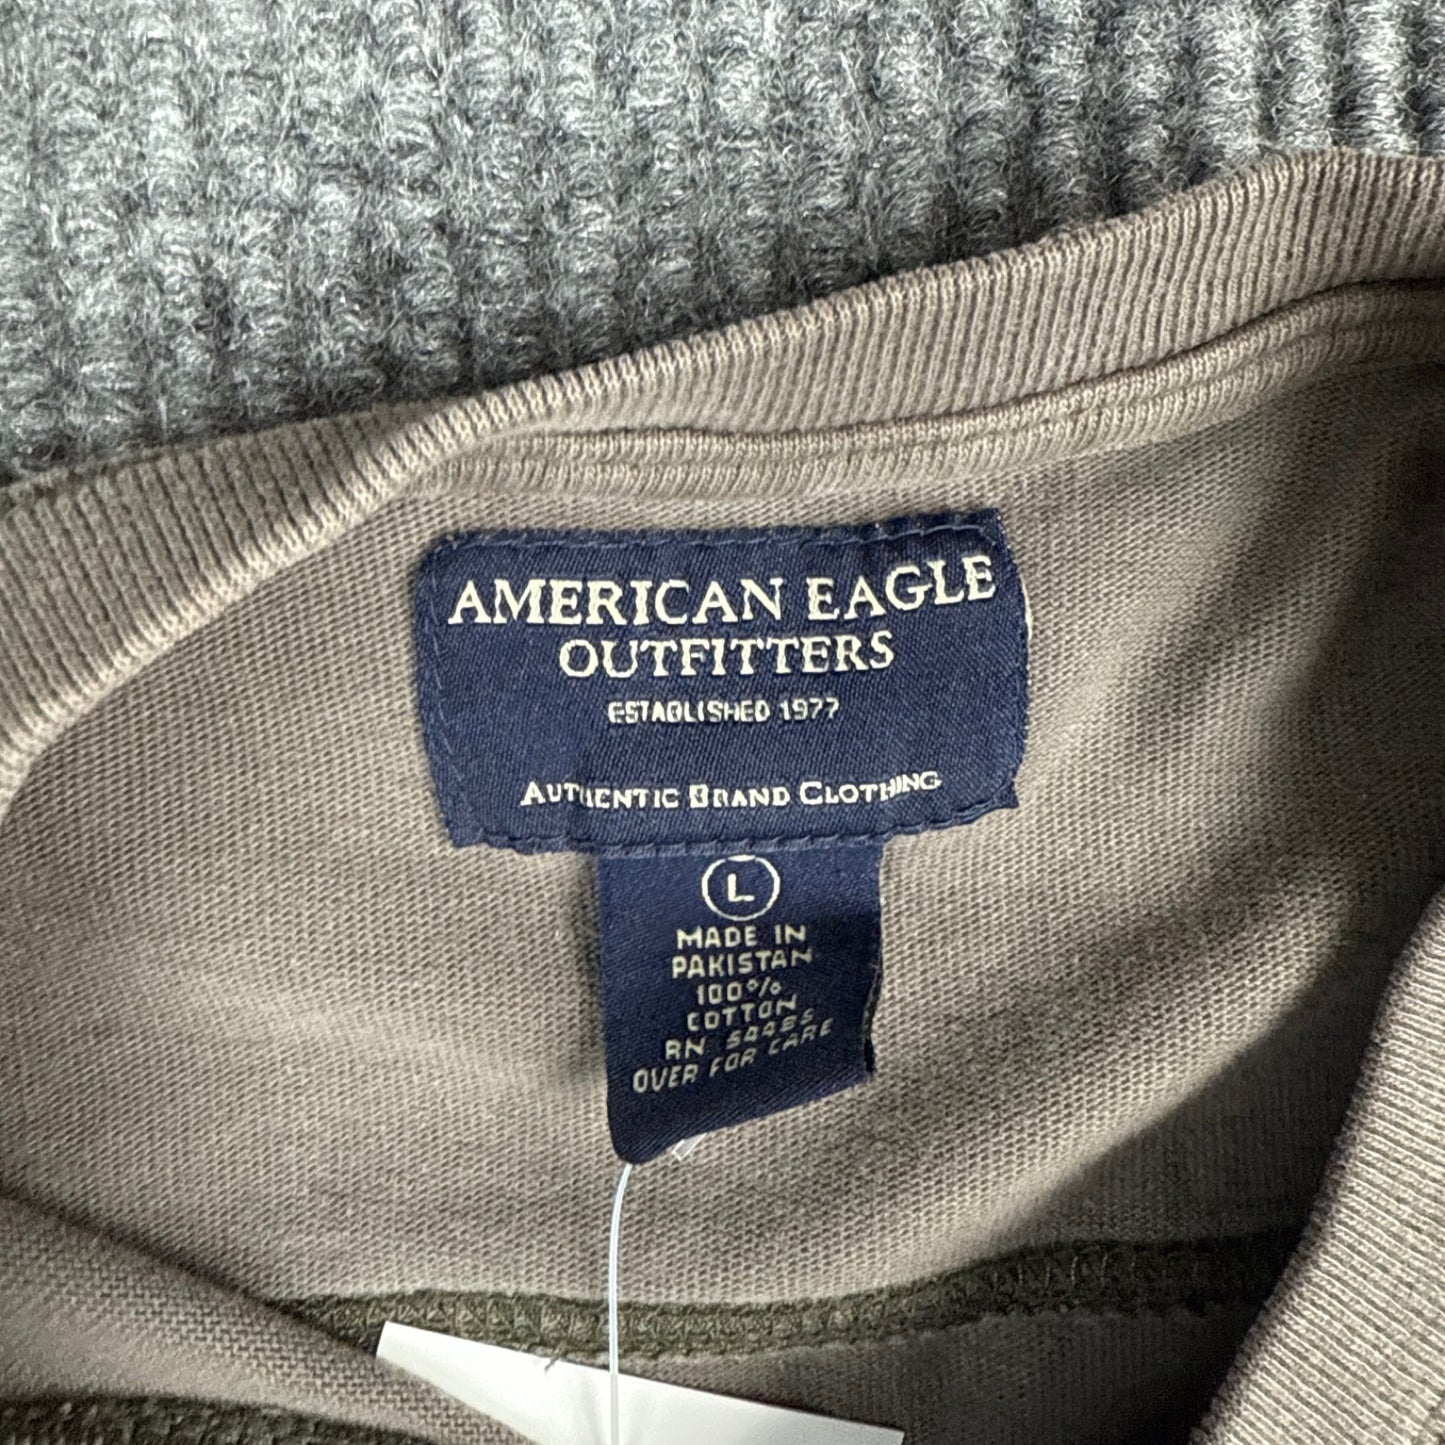 AMERICAN EAGLE
OUTFITTERS
ESTABLISHED 1977
AUTHENTIC BRAND CLOTHING
L
MADE IN
PAKISTAN
100%
COTTON
RN 54485
OVER FOR CARE